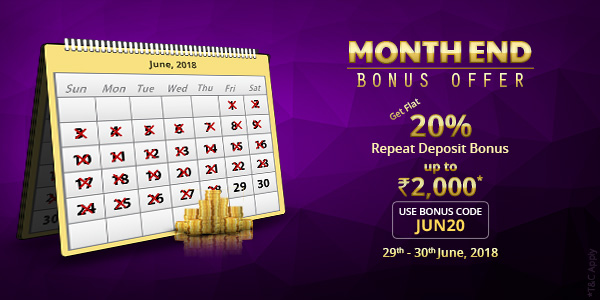 June, 2018
Sun Mon Tue Wed Thu Fri Sat
1 2
3 4 5 6 7 8 9
10 11 12 13 14 15 16
17 18 19 20 21 22 23
24 25 26 27 28 29 30
30
MONTH END
BONUS OFFER
Get Flat
20%
Repeat Deposit Bonus
up to
₹2,000*
USE BONUS CODE
JUN20
29th - 30th June, 2018
*T&C Apply